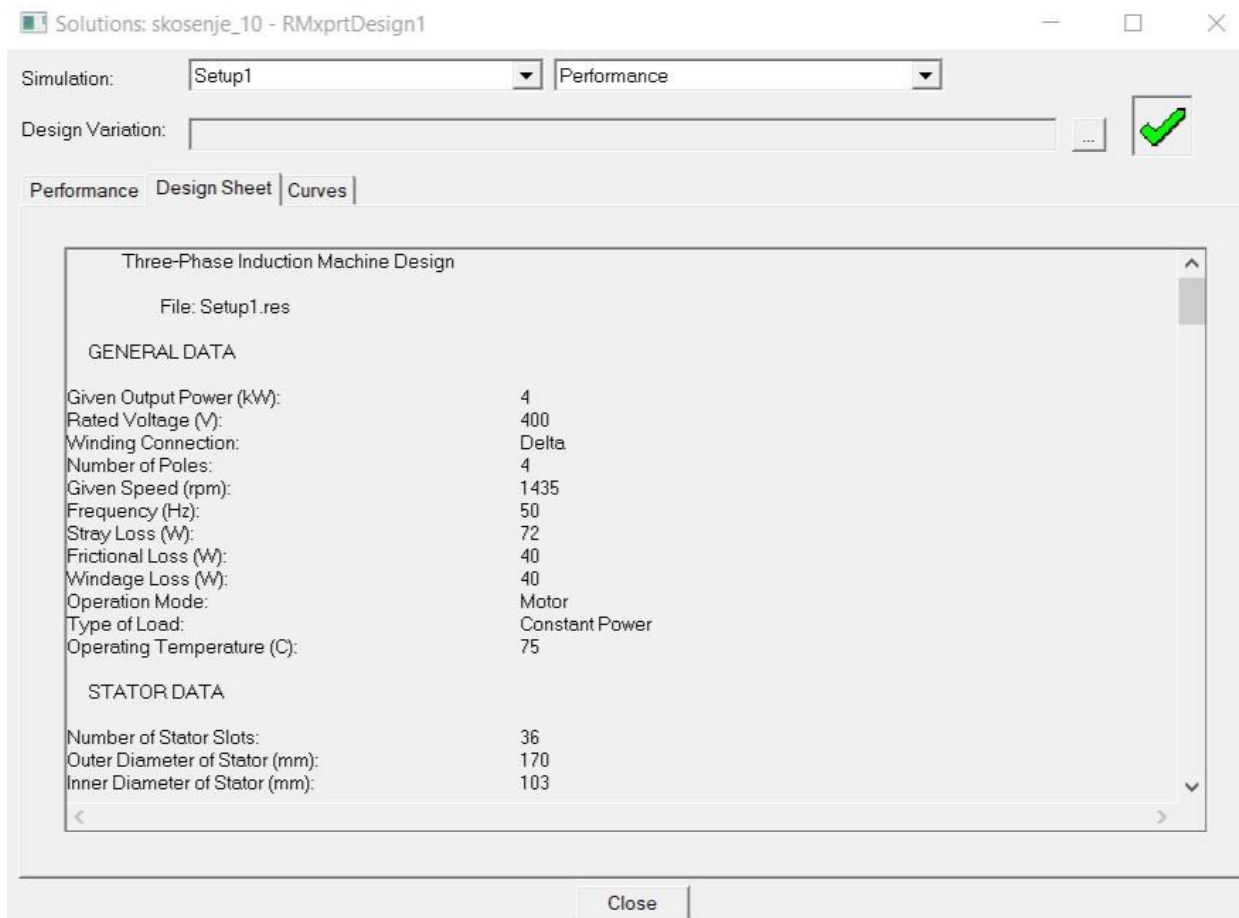 Solutions: skosenje_10 - RMxprtDesign1
Simulation: Setup1 Performance
Design Variation: ...
Performance Design Sheet Curves
Three-Phase Induction Machine Design
File: Setup1.res
GENERAL DATA
Given Output Power (kW): 4
Rated Voltage (V): 400
Winding Connection: Delta
Number of Poles: 4
Given Speed (rpm): 1435
Frequency (Hz): 50
Stray Loss (W): 72
Frictional Loss (W): 40
Windage Loss (W): 40
Operation Mode: Motor
Type of Load: Constant Power
Operating Temperature (C): 75
STATOR DATA
Number of Stator Slots: 36
Outer Diameter of Stator (mm): 170
Inner Diameter of Stator (mm): 103
Close